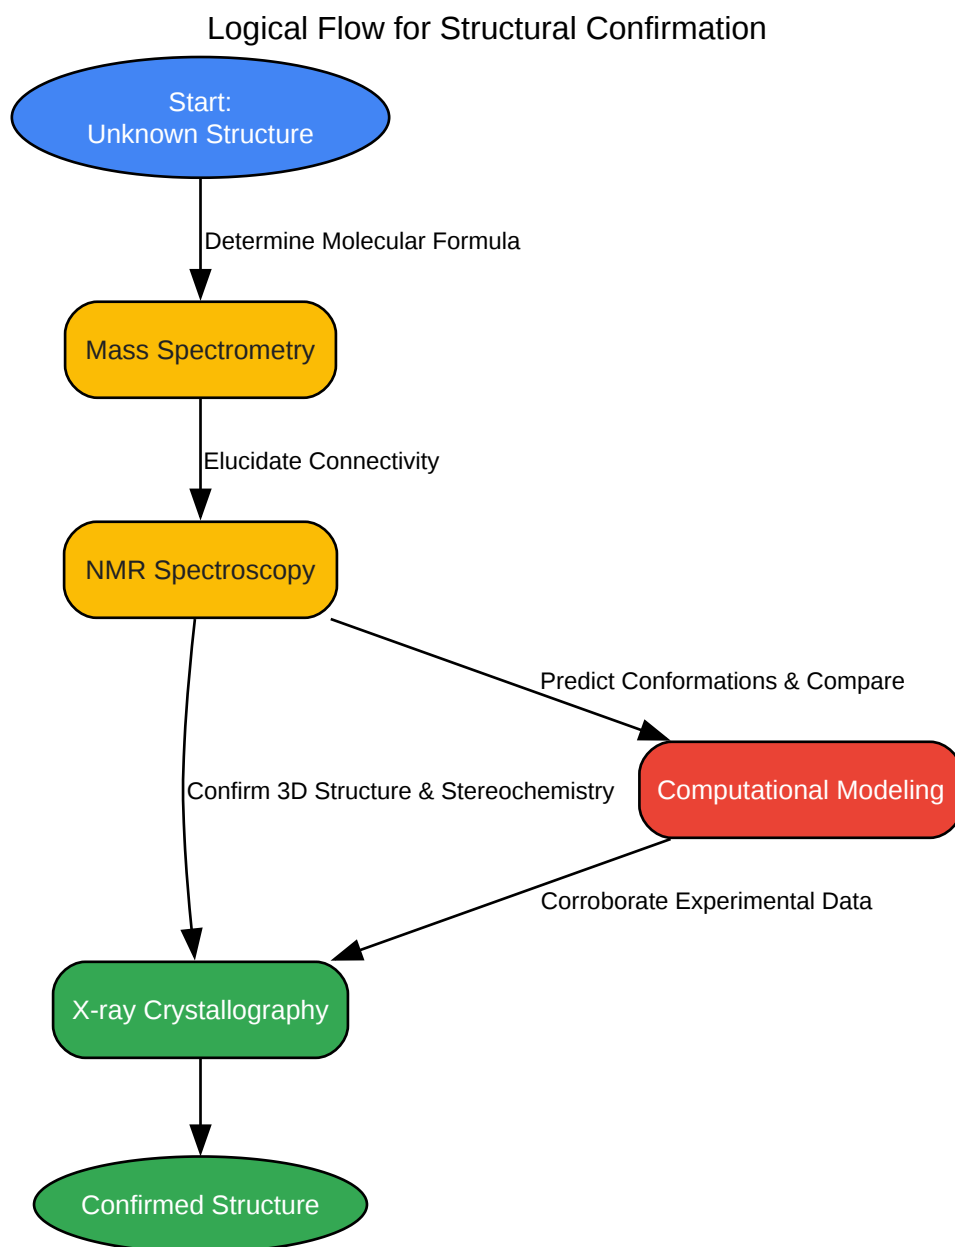 Logical Flow for Structural Confirmation
Start:
Unknown Structure
Determine Molecular Formula
Mass Spectrometry
Elucidate Connectivity
NMR Spectroscopy
Predict Conformations & Compare
Confirm 3D Structure & Stereochemistry
Computational Modeling
Corroborate Experimental Data
X-ray Crystallography
Confirmed Structure